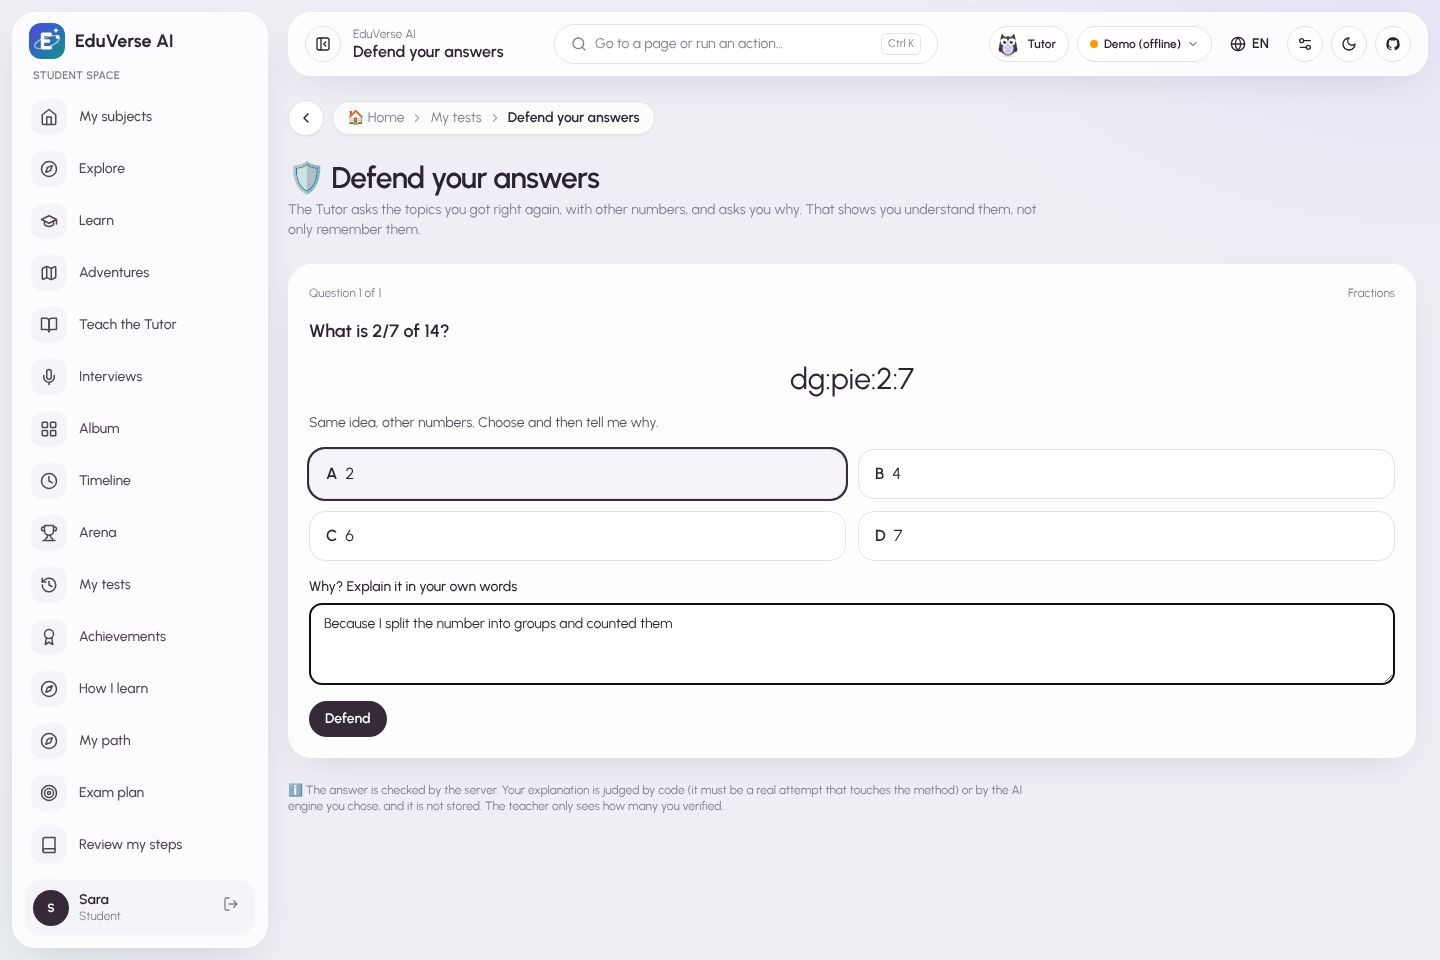 EduVerse AI
STUDENT SPACE
My subjects
Explore
Learn
Adventures
Teach the Tutor
Interviews
Album
Timeline
Arena
My tests
Achievements
How I learn
My path
Exam plan
Review my steps
S
Sara
Student
EduVerse AI
Defend your answers
Go to a page or run an action...
Ctrl K
Tutor
Demo (offline)
EN
Home
My tests
Defend your answers
Defend your answers
The Tutor asks the topics you got right again, with other numbers, and asks you why. That shows you understand them, not
only remember them.
Question 1 of 1
Fractions
What is 2/7 of 14?
dg:pie:2:7
Same idea, other numbers. Choose and then tell me why.
A 2
B 4
C 6
D 7
Why? Explain it in your own words
Because I split the number into groups and counted them
Defend
The answer is checked by the server. Your explanation is judged by code (it must be a real attempt that touches the method) or by the AI
engine you chose, and it is not stored. The teacher only sees how many you verified.